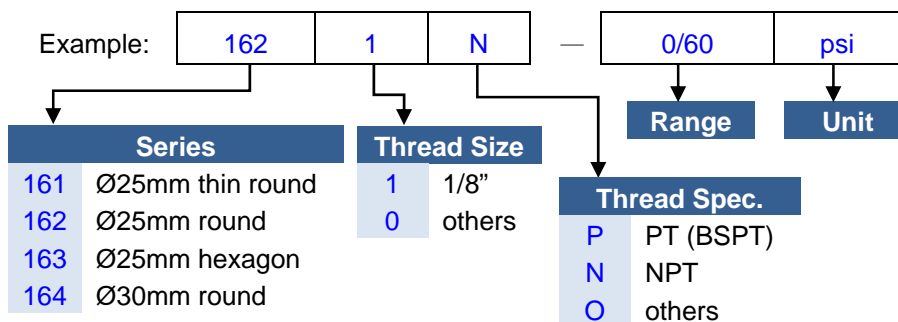 Example: 162 1 N — 0/60 psi
Range Unit
Series Thread Size
161 Ø25mm thin round 1 1/8”
Thread Spec.
162 Ø25mm round 0 others
P PT (BSPT)
163 Ø25mm hexagon
N NPT
164 Ø30mm round
O others